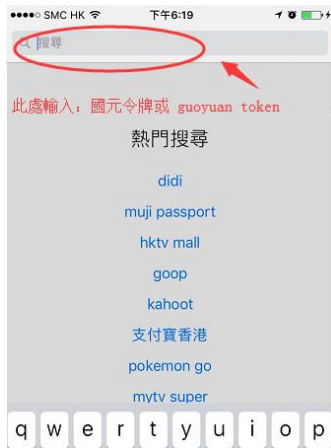 SMC HK
下午6:19
搜尋
此處輸入：國元令牌或 guoyuan token
熱門搜尋
didi
muji passport
hktv mall
goop
kahoot
支付寶香港
pokemon go
mytv super
q w e r t y u i o p